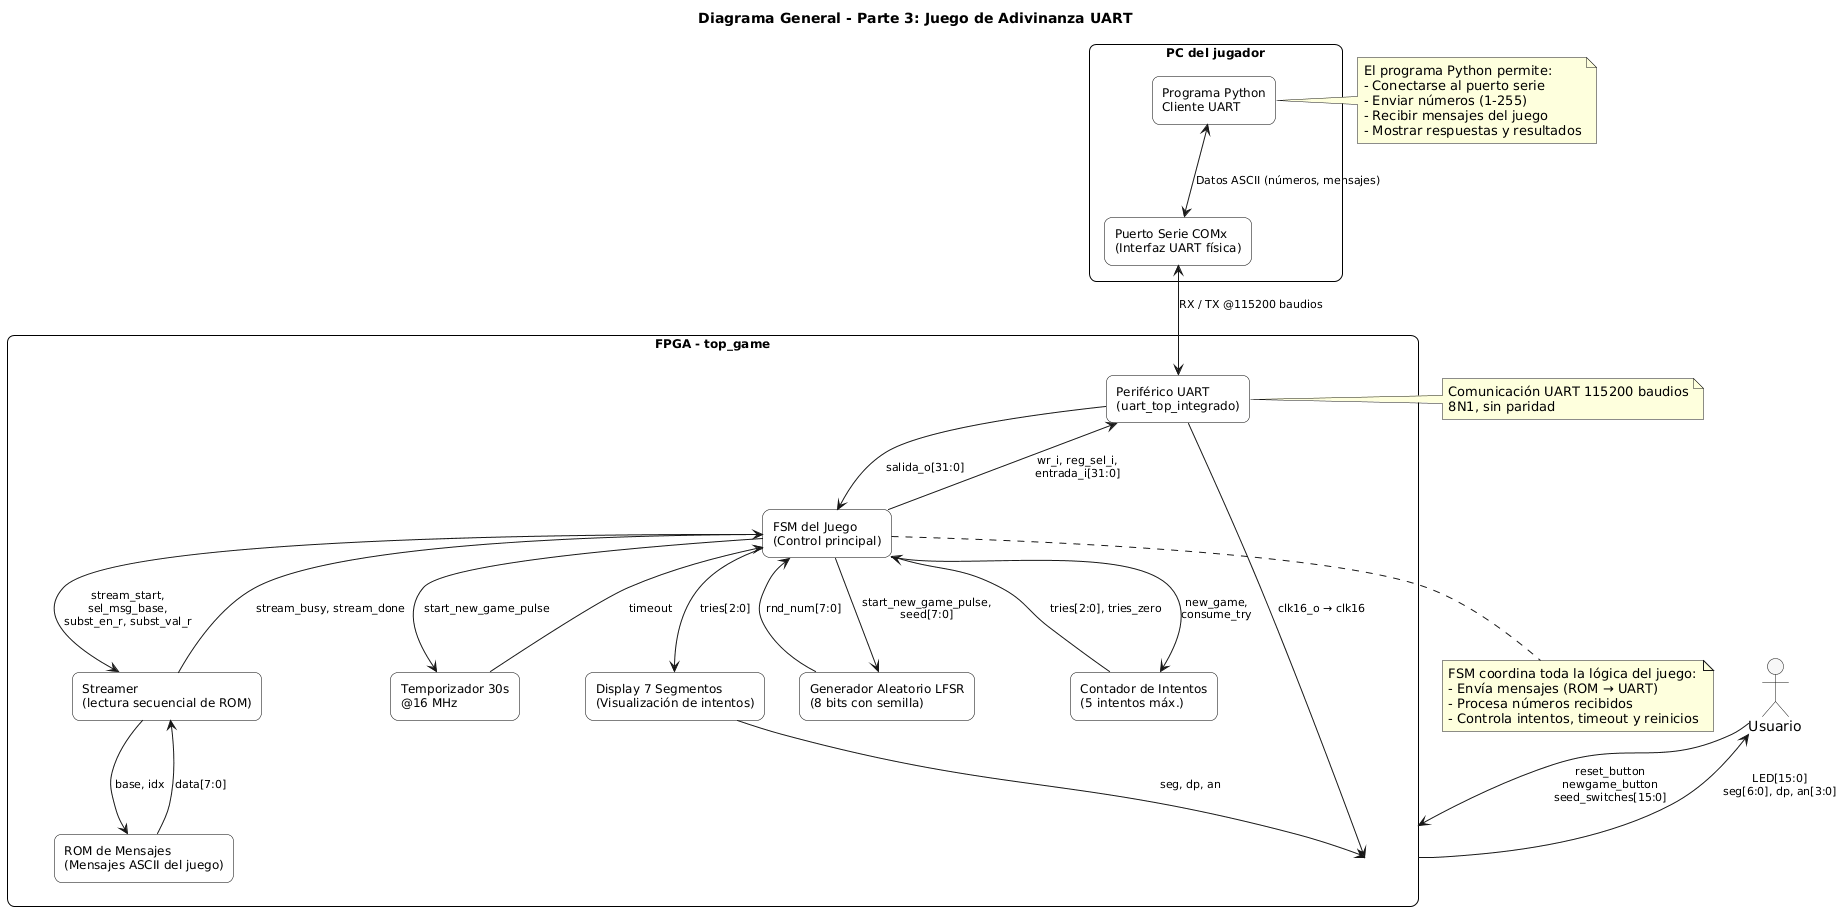 Diagrama General - Parte 3: Juego de Adivinanza UART
PC del jugador
Programa Python
Cliente UART
El programa Python permite:
- Conectarse al puerto serie
- Enviar números (1-255)
- Recibir mensajes del juego
- Mostrar respuestas y resultados
Datos ASCII (números, mensajes)
Puerto Serie COMx
(Interfaz UART física)
RX / TX @115200 baudios
FPGA - top_game
Periférico UART
(uart_top_integrado)
Comunicación UART 115200 baudios
8N1, sin paridad
salida_o[31:0]
wr_i, reg_sel_i,
entrada_i[31:0]
FSM del Juego
(Control principal)
stream_start,
sel_msg_base,
subst_en_r, subst_val_r
stream_busy, stream_done
start_new_game_pulse
timeout
tries[2:0]
rnd_num[7:0]
start_new_game_pulse,
seed[7:0]
tries[2:0], tries_zero
new_game,
consume_try
clk16_o → clk16
Streamer
(lectura secuencial de ROM)
Temporizador 30s
@16 MHz
Display 7 Segmentos
(Visualización de intentos)
Generador Aleatorio LFSR
(8 bits con semilla)
Contador de Intentos
(5 intentos máx.)
FSM coordina toda la lógica del juego:
- Envía mensajes (ROM → UART)
- Procesa números recibidos
- Controla intentos, timeout y reinicios
Usuario
base, idx
data[7:0]
seg, dp, an
reset_button
newgame_button
seed_switches[15:0]
LED[15:0]
seg[6:0], dp, an[3:0]
ROM de Mensajes
(Mensajes ASCII del juego)